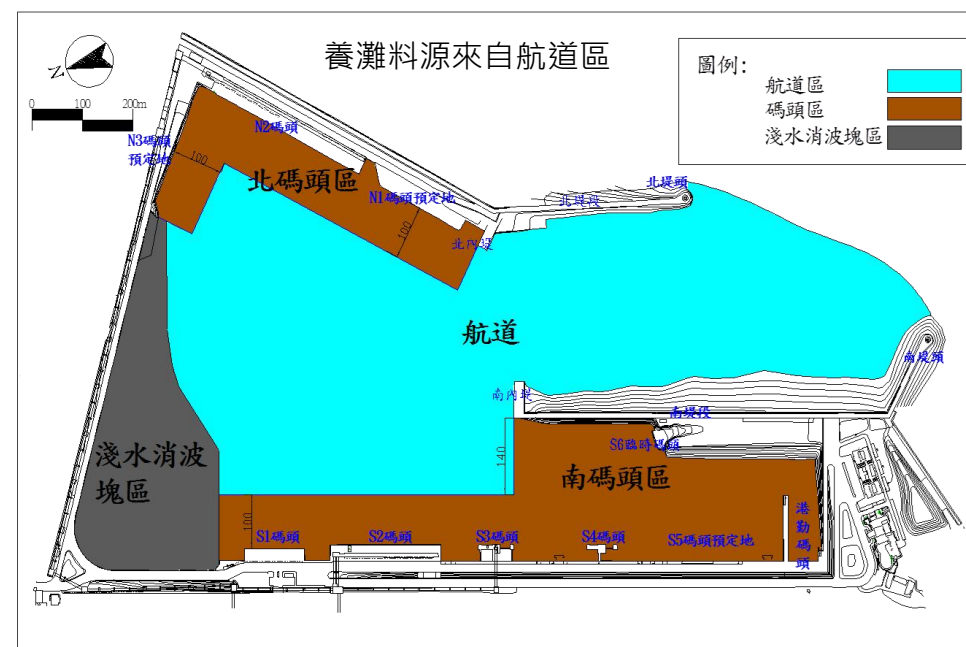 養灘料源來自航道區
圖例:
航道區
碼頭區
淺水消波塊區
N
0 100 200m
N3碼頭
預定地
N2碼頭
100
北碼頭區
N1碼頭預定地
100
北內堤
北堤段
北堤頭
航道
南堤頭
南內堤
南堤段
S6臨時碼頭
140
淺水消波
塊區
南碼頭區
100
S1碼頭
S2碼頭
S3碼頭
S4碼頭
S5碼頭預定地
港勤碼頭